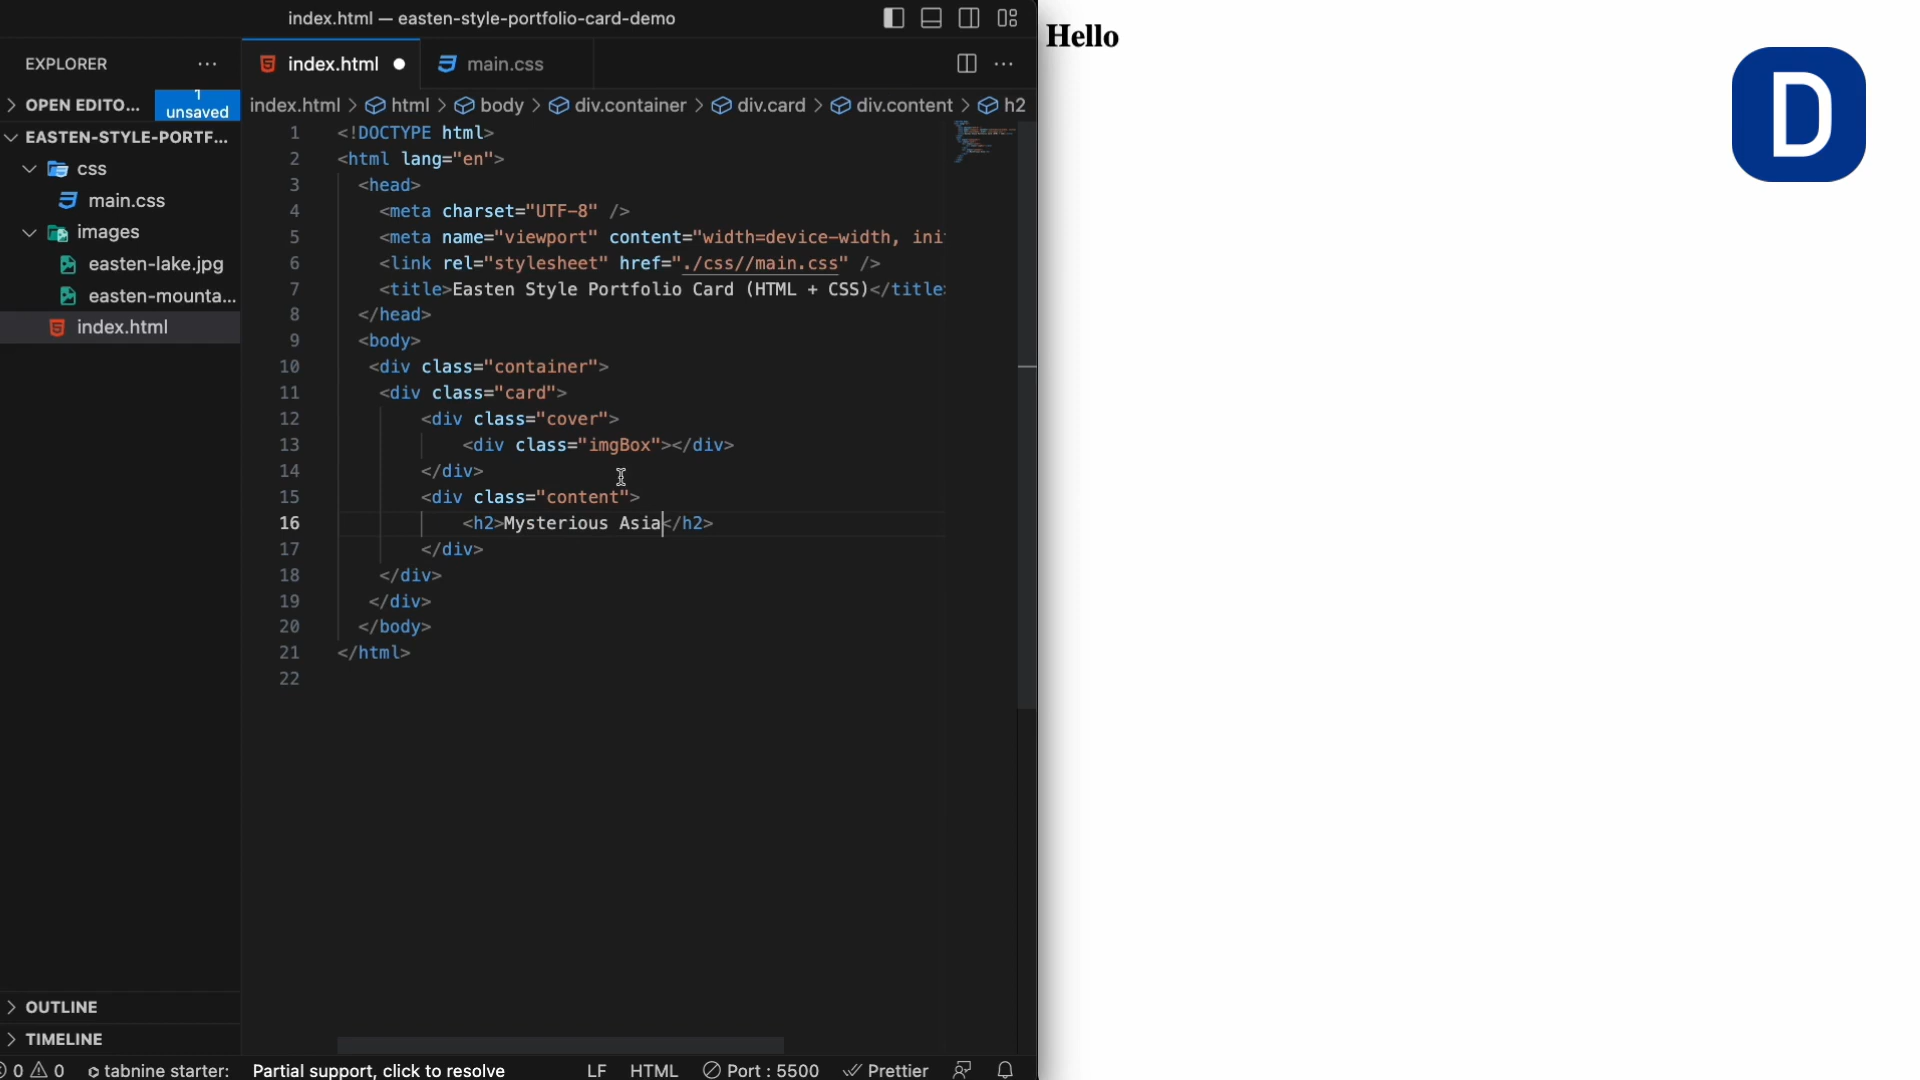 index.html — easten-style-portfolio-card-demo
EXPLORER
index.html
main.css
OPEN EDITO...
1 unsaved
index.html > html > body > div.container > div.card > div.content > h2
EASTEN-STYLE-PORTF...
css
main.css
images
easten-lake.jpg
easten-mounta...
index.html
1 <!DOCTYPE html>
2 <html lang="en">
3 <head>
4 <meta charset="UTF-8" />
5 <meta name="viewport" content="width=device-width, ini
6 <link rel="stylesheet" href="./css//main.css" />
7 <title>Easten Style Portfolio Card (HTML + CSS)</title>
8 </head>
9 <body>
10 <div class="container">
11 <div class="card">
12 <div class="cover">
13 <div class="imgBox"></div>
14 </div>
15 <div class="content">
16 <h2>Mysterious Asia</h2>
17 </div>
18 </div>
19 </div>
20 </body>
21 </html>
22
OUTLINE
TIMELINE
0 0 tabnine starter: Partial support, click to resolve LF HTML Port : 5500 Prettier
Hello
D